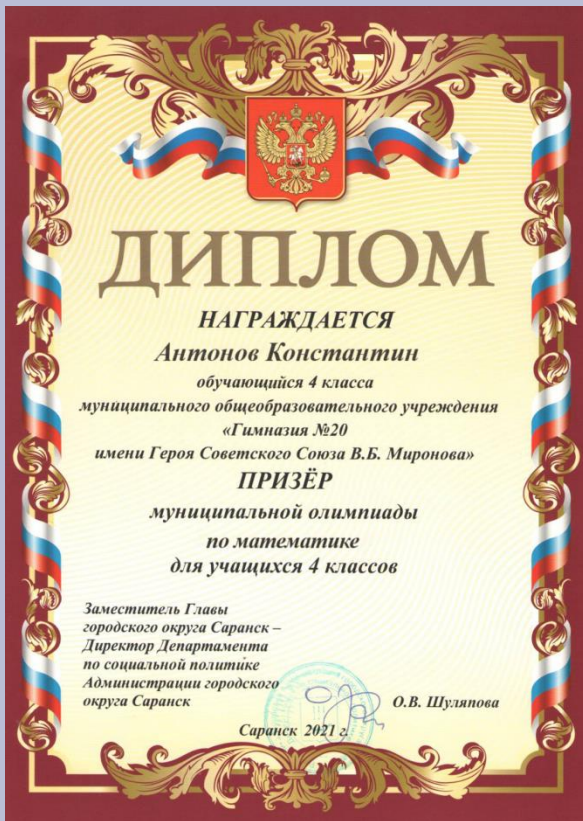 ДИПЛОМ
НАГРАЖДАЕТСЯ
Антонов Константин
обучающийся 4 класса
муниципального общеобразовательного учреждения
«Гимназия №20
имени Героя Советского Союза В.Б. Миронова»
ПРИЗЁР
муниципальной олимпиады
по математике
для учащихся 4 классов
Заместитель Главы
городского округа Саранск –
Директор Департамента
по социальной политике
Администрации городского
округа Саранск
О.В. Шуляпова
Саранск 2021 г.